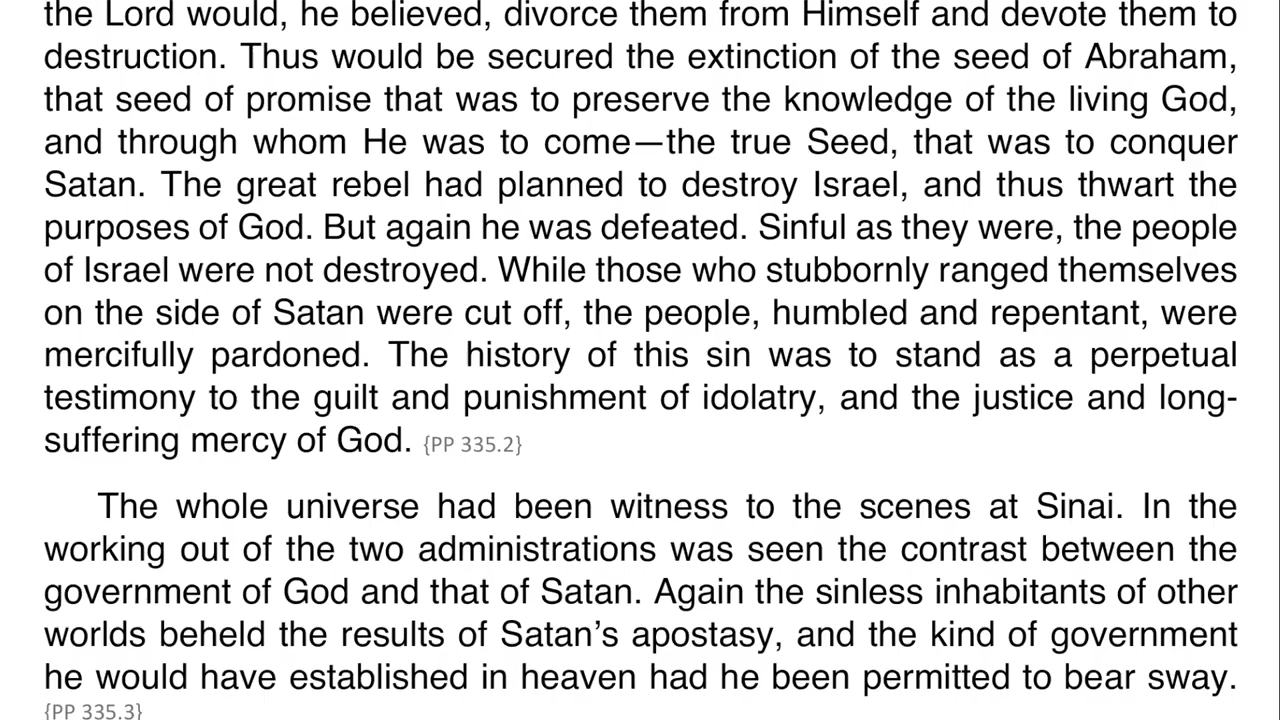 the Lord would, he believed, divorce them from Himself and devote them to
destruction. Thus would be secured the extinction of the seed of Abraham,
that seed of promise that was to preserve the knowledge of the living God,
and through whom He was to come—the true Seed, that was to conquer
Satan. The great rebel had planned to destroy Israel, and thus thwart the
purposes of God. But again he was defeated. Sinful as they were, the people
of Israel were not destroyed. While those who stubbornly ranged themselves
on the side of Satan were cut off, the people, humbled and repentant, were
mercifully pardoned. The history of this sin was to stand as a perpetual
testimony to the guilt and punishment of idolatry, and the justice and long-
suffering mercy of God. {PP 335.2}
The whole universe had been witness to the scenes at Sinai. In the
working out of the two administrations was seen the contrast between the
government of God and that of Satan. Again the sinless inhabitants of other
worlds beheld the results of Satan’s apostasy, and the kind of government
he would have established in heaven had he been permitted to bear sway.
{PP 335.3}